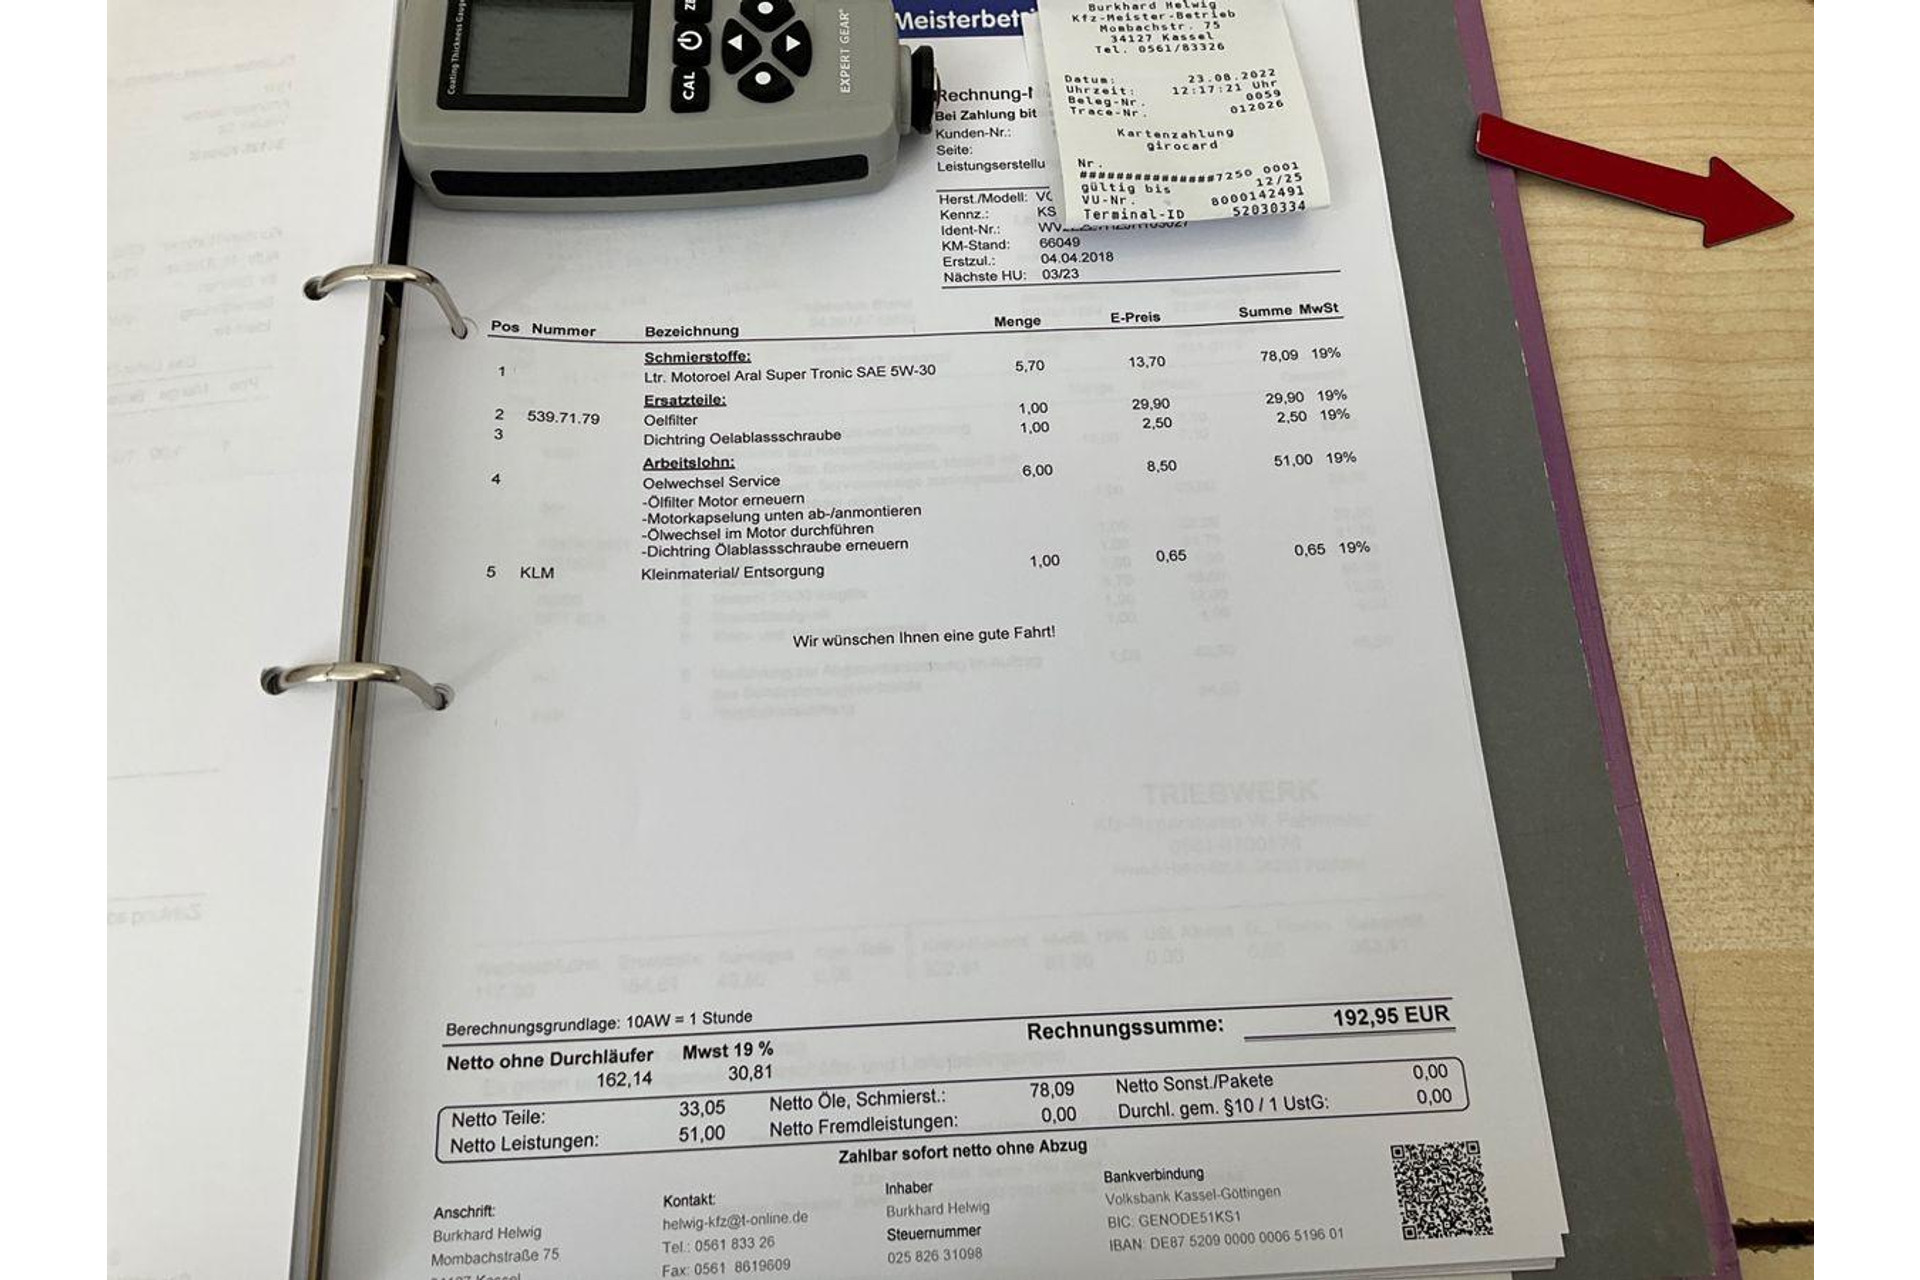 Coating Thickness Gauge
CAL
EXPERT GEAR®
Meisterbet
Burkhard Helwig
Kfz-Meister-Betrieb
Mombachstr. 75
34127 Kassel
Tel. 0561/83326
Datum: 23.08.2022
Uhrzeit: 12:17:21 Uhr
Beleg-Nr. 0059
Trace-Nr. 012026
Kartenzahlung
girocard
Nr.
###############7250 0001
gültig bis 12/25
VU-Nr. 8000142491
Terminal-ID 52030334
Rechnung-
Bei Zahlung bit
Kunden-Nr.:
Seite:
Leistungserstellu
Herst./Modell:
Kennz.: KS
Ident-Nr.:
KM-Stand: 66049
Erstzul.: 04.04.2018
Nächste HU: 03/23
Pos Nummer Bezeichnung Menge E-Preis Summe MwSt
Schmierstoffe:
1 Ltr. Motoroel Aral Super Tronic SAE 5W-30 5,70 13,70 78,09 19%
Ersatzteile:
2 539.71.79 Oelfilter 1,00 29,90 29,90 19%
3 Dichtring Oelablassschraube 1,00 2,50 2,50 19%
Arbeitslohn:
4 Oelwechsel Service 6,00 8,50 51,00 19%
-Ölfilter Motor erneuern
-Motorkapselung unten ab-/anmontieren
-Ölwechsel im Motor durchführen
-Dichtring Ölablassschraube erneuern
5 KLM Kleinmaterial/ Entsorgung 1,00 0,65 0,65 19%
Wir wünschen Ihnen eine gute Fahrt!
TRIEBWERK
Berechnungsgrundlage: 10AW = 1 Stunde
Rechnungssumme: 192,95 EUR
Netto ohne Durchläufer Mwst 19 %
162,14 30,81
Netto Teile: 33,05 Netto Öle, Schmierst.: 78,09 Netto Sonst./Pakete 0,00
Netto Leistungen: 51,00 Netto Fremdleistungen: 0,00 Durchl. gem. §10 / 1 UstG: 0,00
Zahlbar sofort netto ohne Abzug
Anschrift:
Burkhard Helwig
Mombachstraße 75
Kontakt:
helwig-kfz@t-online.de
Tel.: 0561 833 26
Fax: 0561 8619609
Inhaber
Burkhard Helwig
Steuernummer
025 826 31098
Bankverbindung
Volksbank Kassel-Göttingen
BIC: GENODE51KS1
IBAN: DE87 5209 0000 0006 5196 01